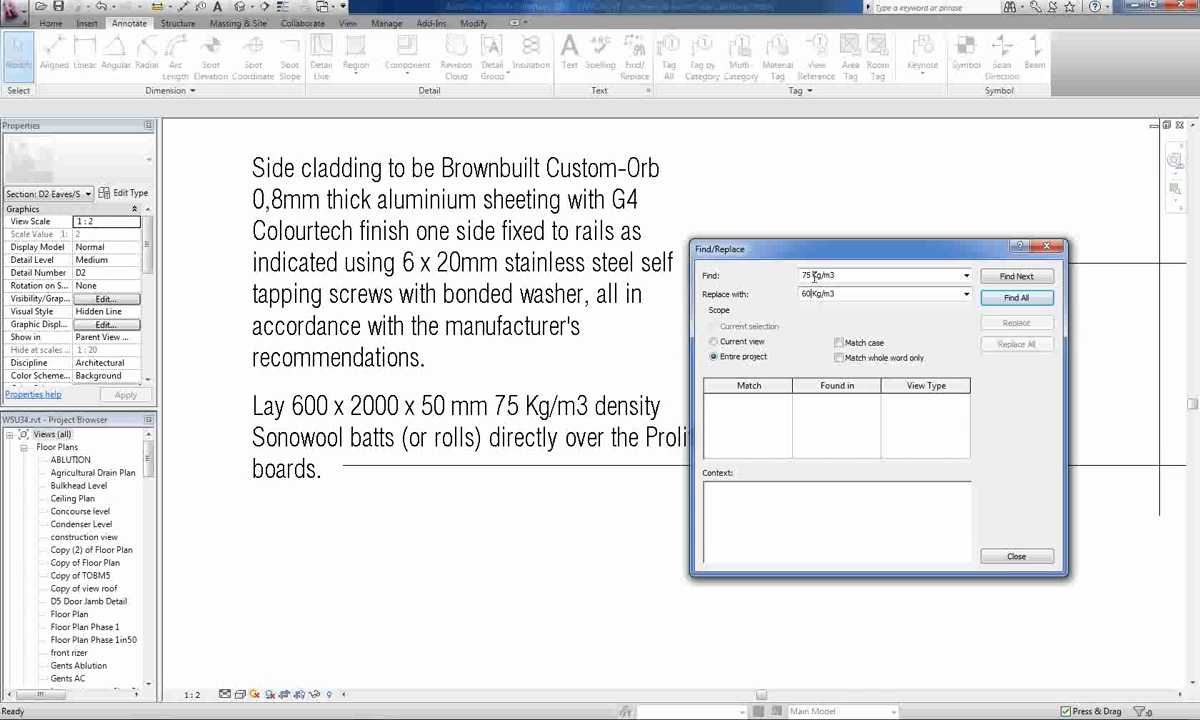 Type a keyword or phrase
Home Insert Annotate Structure Massing & Site Collaborate View Manage Add-Ins Modify
Modify Aligned Linear Angular Radial Arc Length Spot Elevation Spot Coordinate Spot Slope Detail Line Region Component Revision Cloud Detail Group Insulation Text Spelling Find/ Replace Tag All Tag by Category Multi- Category Material Tag View Reference Area Tag Room Tag Keynote Symbol Span Direction Beam
Select Dimension Detail Text Tag Symbol
Properties
Section: D2 Eaves/S Edit Type
Graphics
View Scale 1 : 2
Scale Value 1: 2
Display Model Normal
Detail Level Medium
Detail Number D2
Rotation on S... None
Visibility/Grap... Edit...
Visual Style Hidden Line
Graphic Displ... Edit...
Show in Parent View ...
Hide at scales ... 1 : 20
Discipline Architectural
Color Scheme... Background
Properties help Apply
WSU34.rvt - Project Browser
Views (all)
Floor Plans
ABLUTION
Agricultural Drain Plan
Bulkhead Level
Ceiling Plan
Concourse level
Condenser Level
construction view
Copy (2) of Floor Plan
Copy of Floor Plan
Copy of TOBM5
Copy of view roof
D5 Door Jamb Detail
Floor Plan
Floor Plan Phase 1
Floor Plan Phase 1in50
front rizer
Gents Ablution
Gents AC
Side cladding to be Brownbuilt Custom-Orb
0,8mm thick aluminium sheeting with G4
Colourtech finish one side fixed to rails as
indicated using 6 x 20mm stainless steel self
tapping screws with bonded washer, all in
accordance with the manufacturer's
recommendations.
Lay 600 x 2000 x 50 mm 75 Kg/m3 density
Sonowool batts (or rolls) directly over the
boards.
Find/Replace
Find: 75 Kg/m3 Find Next
Replace with: 60Kg/m3 Find All
Scope
Current selection Replace
Current view Match case Replace All
Entire project Match whole word only
Match Found in View Type
Context:
Close
1 : 2
Ready Main Model Press & Drag :0